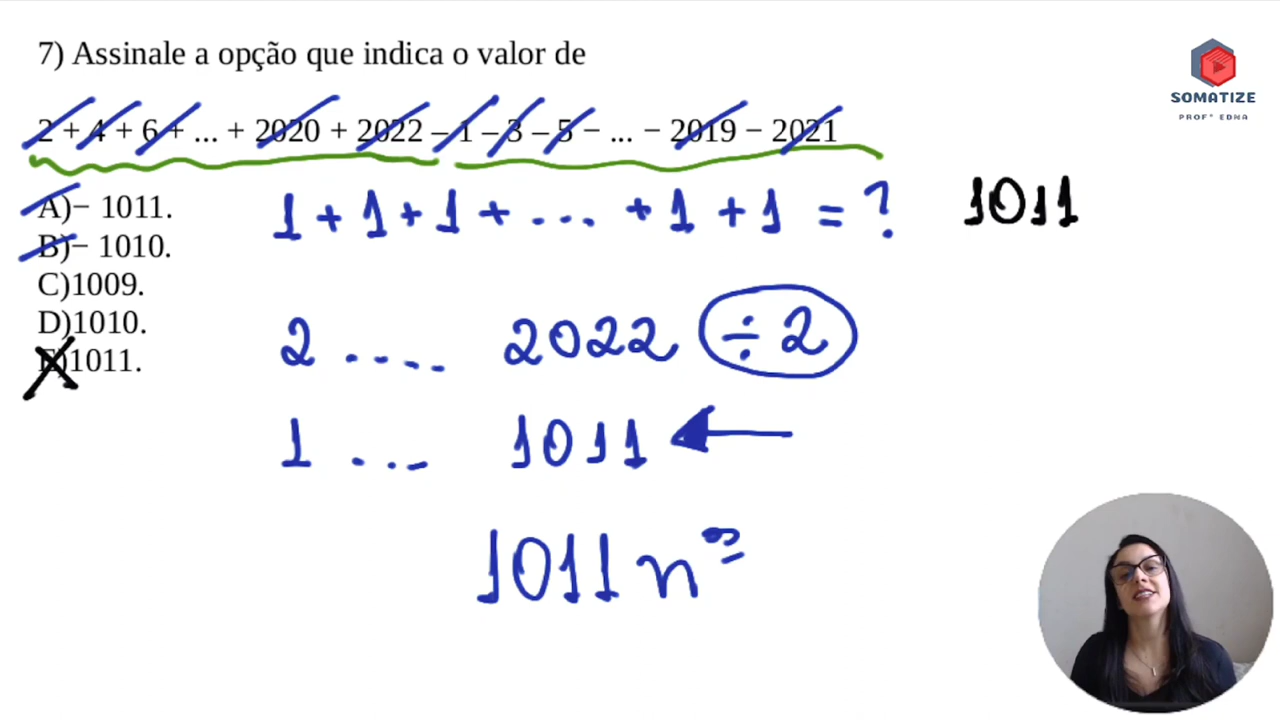 7) Assinale a opção que indica o valor de
2 + 4 + 6 + ... + 2020 + 2022 – 1 – 3 – 5 − ... − 2019 − 2021
A)− 1011.
B)− 1010.
C)1009.
D)1010.
E)1011.
1 + 1 + 1 + ... + 1 + 1 = ?
1011
2 .... 2022 ÷ 2
1 ... 1011
1011 nºs
SOMATIZE
PROFª EDNA